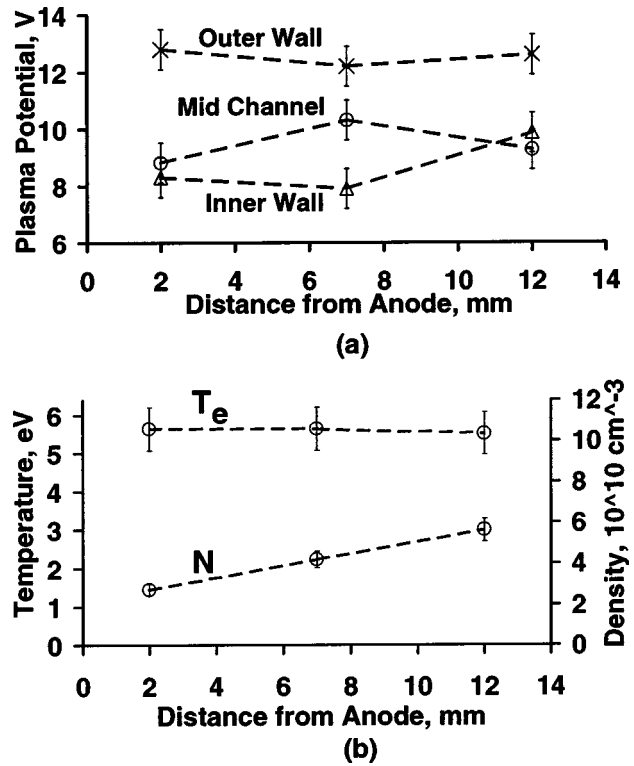 14
12
10
8
6
Plasma Potential, V
Outer Wall
Mid Channel
Inner Wall
0 2 4 6 8 10 12 14
Distance from Anode, mm
(a)
6
5
4
3
2
1
0
Temperature, eV
Te
N
12
10
8
6
4
2
0
Density, 10^10 cm^-3
0 2 4 6 8 10 12 14
Distance from Anode, mm
(b)